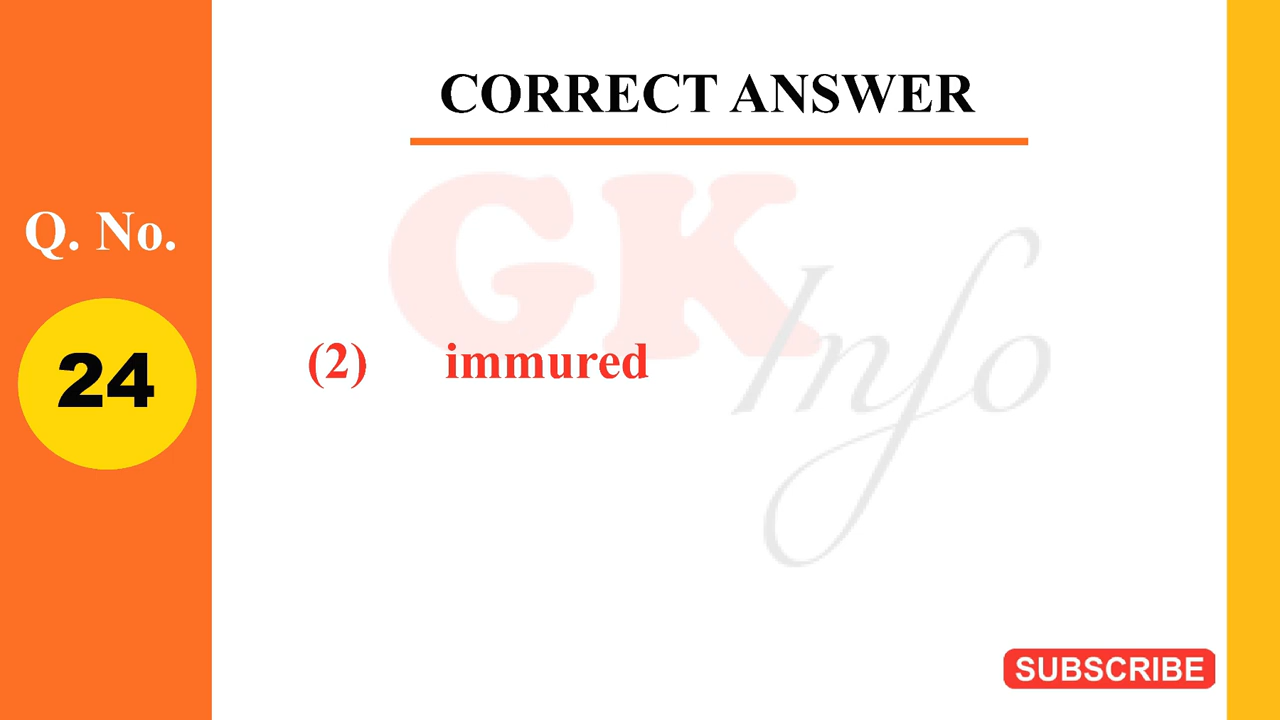 CORRECT ANSWER
GK
Info
Q. No.
24
(2) immured
SUBSCRIBE